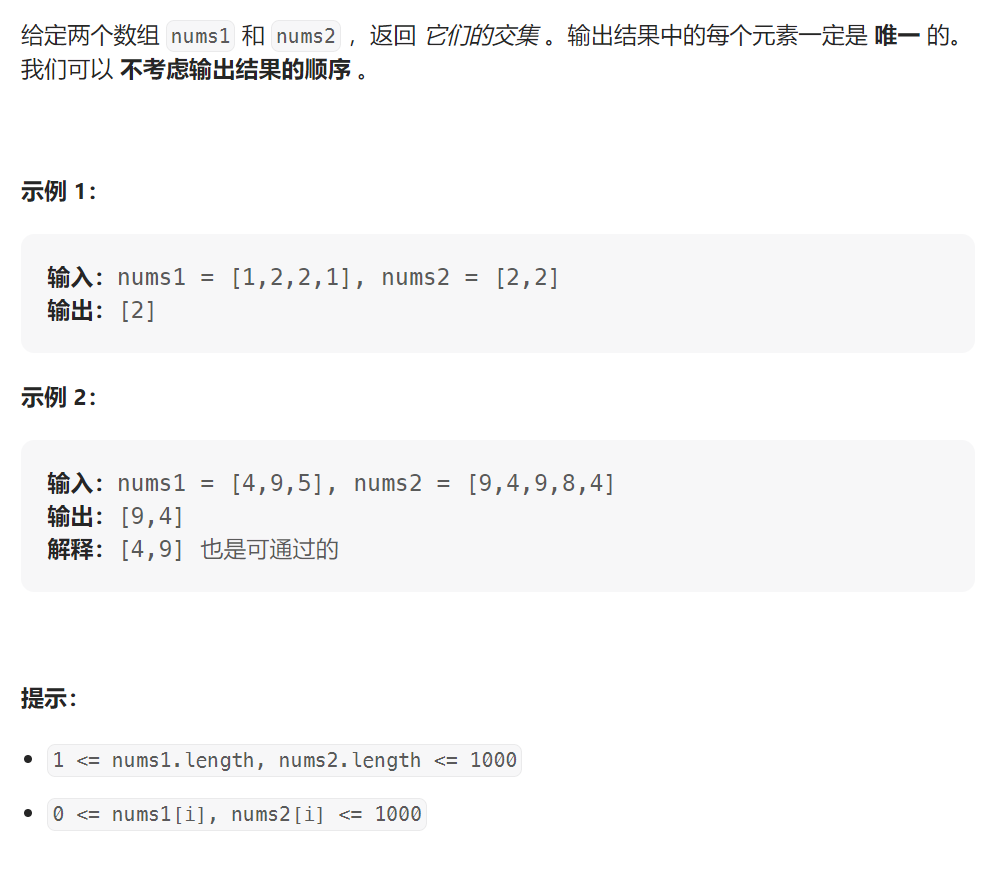 给定两个数组 nums1 和 nums2 ，返回 它们的交集 。输出结果中的每个元素一定是 唯一 的。
我们可以 不考虑输出结果的顺序 。
示例 1：
输入：nums1 = [1,2,2,1], nums2 = [2,2]
输出：[2]
示例 2：
输入：nums1 = [4,9,5], nums2 = [9,4,9,8,4]
输出：[9,4]
解释：[4,9] 也是可通过的
提示：
• 1 <= nums1.length, nums2.length <= 1000
• 0 <= nums1[i], nums2[i] <= 1000